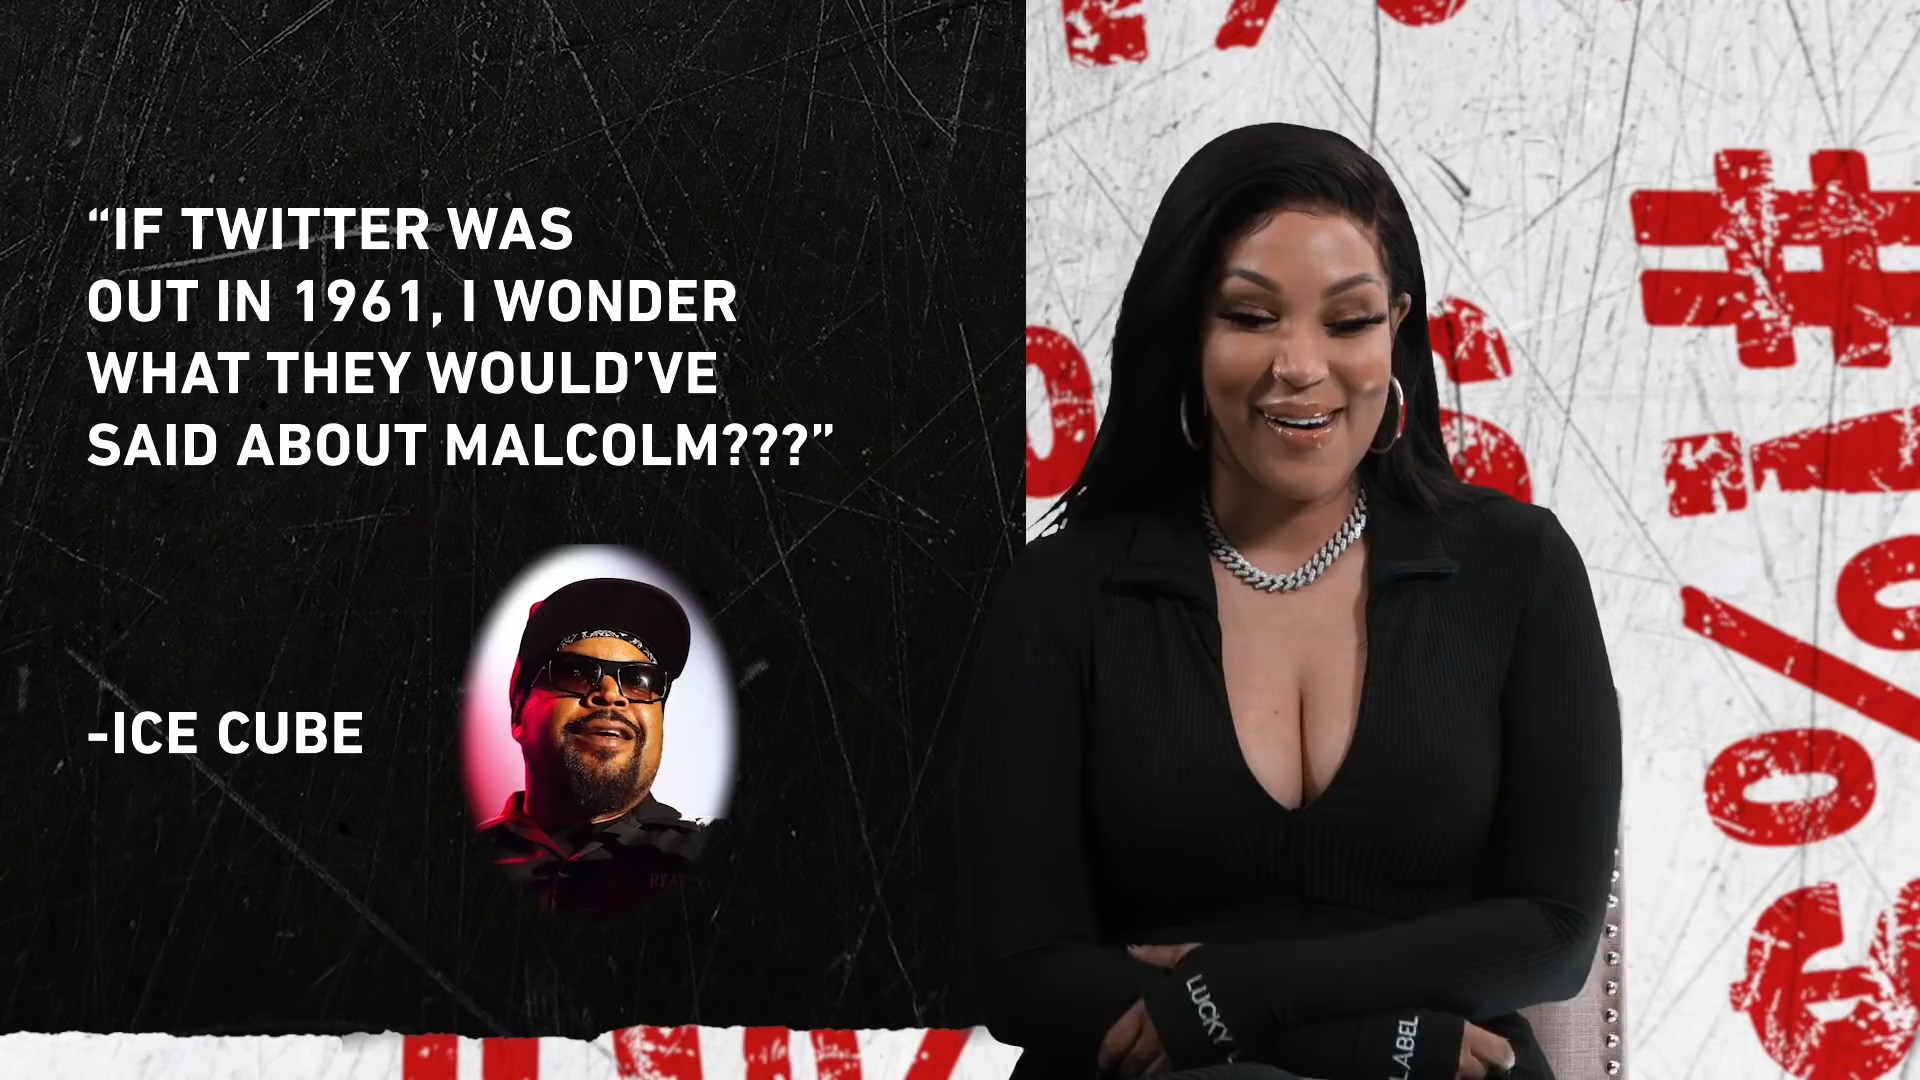 “IF TWITTER WAS
OUT IN 1961, I WONDER
WHAT THEY WOULD’VE
SAID ABOUT MALCOLM???”
-ICE CUBE
LUCKY
LABEL